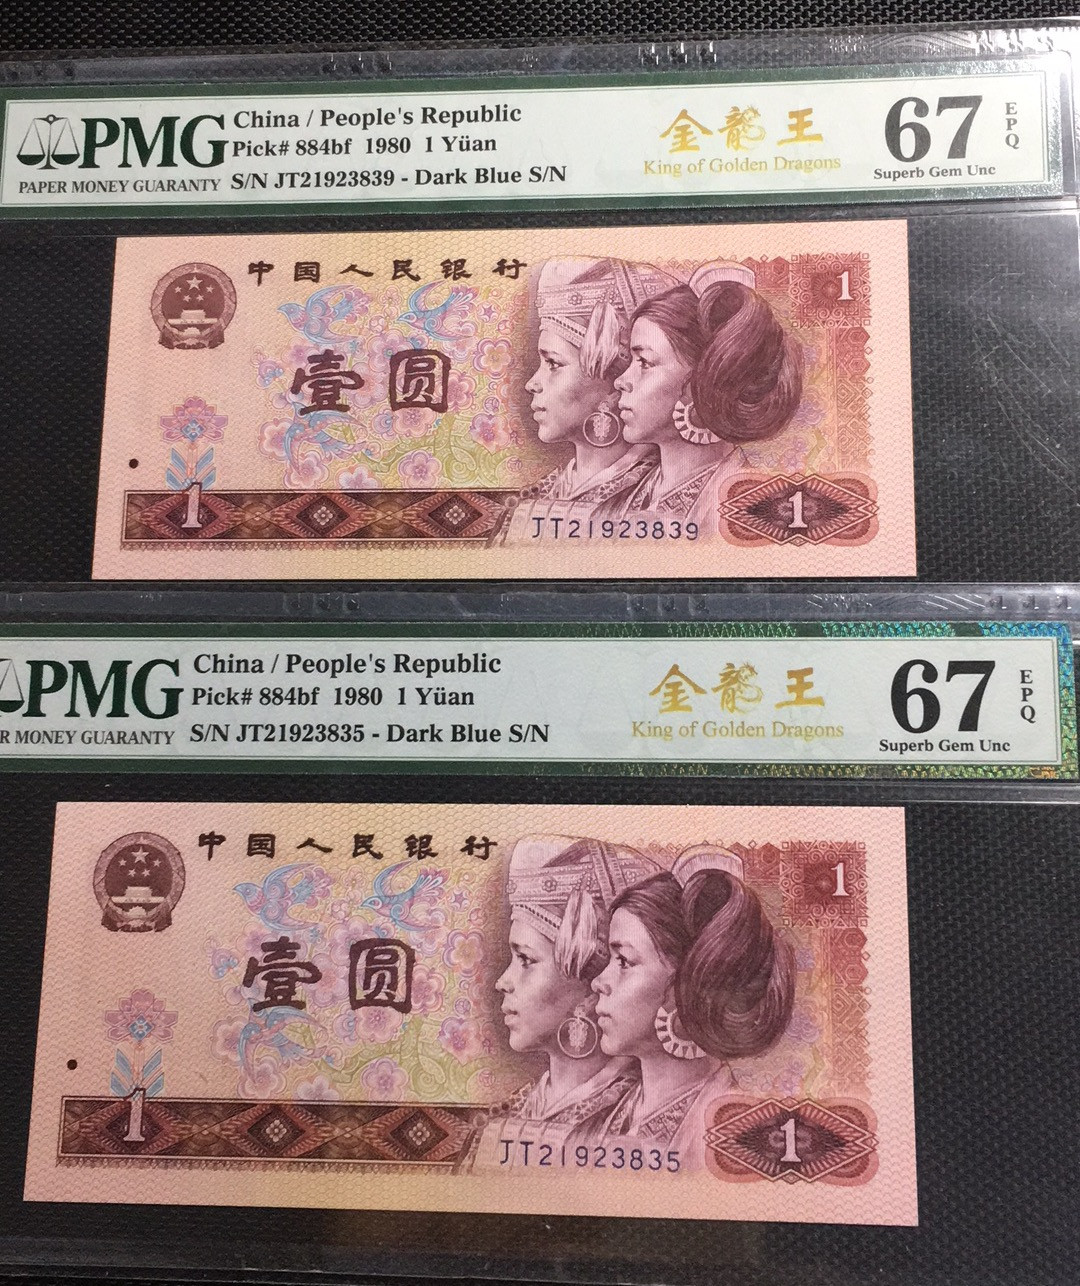 PMG
PAPER MONEY GUARANTY
China / People's Republic
Pick# 884bf 1980 1 Yüan
S/N JT21923839 - Dark Blue S/N
金龍王
King of Golden Dragons
67
EPQ
Superb Gem Unc
中国人民银行
1
壹圆
1
JT21923839
1
PMG
R MONEY GUARANTY
China / People's Republic
Pick# 884bf 1980 1 Yüan
S/N JT21923835 - Dark Blue S/N
金龍王
King of Golden Dragons
67
EPQ
Superb Gem Unc
中国人民银行
1
壹圆
1
JT21923835
1